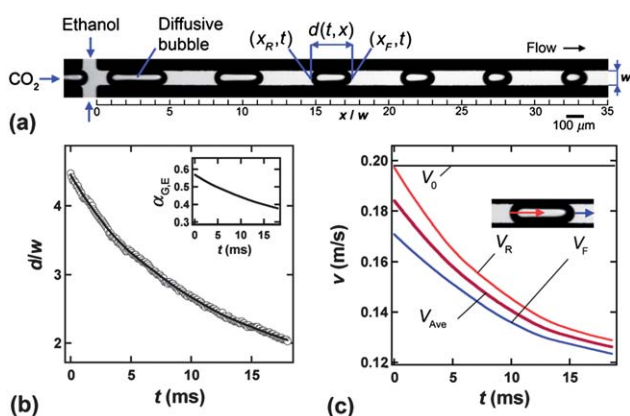 Ethanol
Diffusive
bubble
(x_R, t)
d(t, x)
(x_F, t)
Flow
CO₂
w
0 5 10 15 20 25 30 35
x / w
100 μm
(a)
d/w
4
3
2
0 5 10 15
t (ms)
α_G,E
0.6
0.5
0.4
0.3
0 5 10 15
t (ms)
(b)
v (m/s)
0.20
0.18
0.16
0.14
0.12
0 5 10 15
t (ms)
V₀
V_R
V_F
V_Ave
(c)